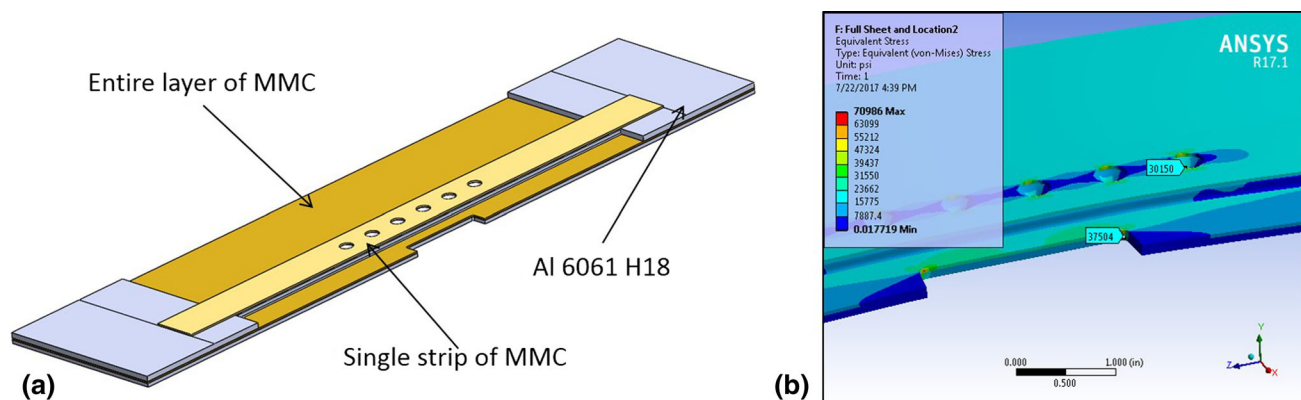 Entire layer of MMC
Al 6061 H18
Single strip of MMC
(a)
F: Full Sheet and Location2
Equivalent Stress
Type: Equivalent (von-Mises) Stress
Unit: psi
Time: 1
7/22/2017 4:39 PM
70986 Max
63099
55212
47324
39437
31550
23662
15775
7887.4
0.017719 Min
ANSYS
R17.1
30150
37504
0.000
1.000 (in)
0.500
Y
Z
X
(b)